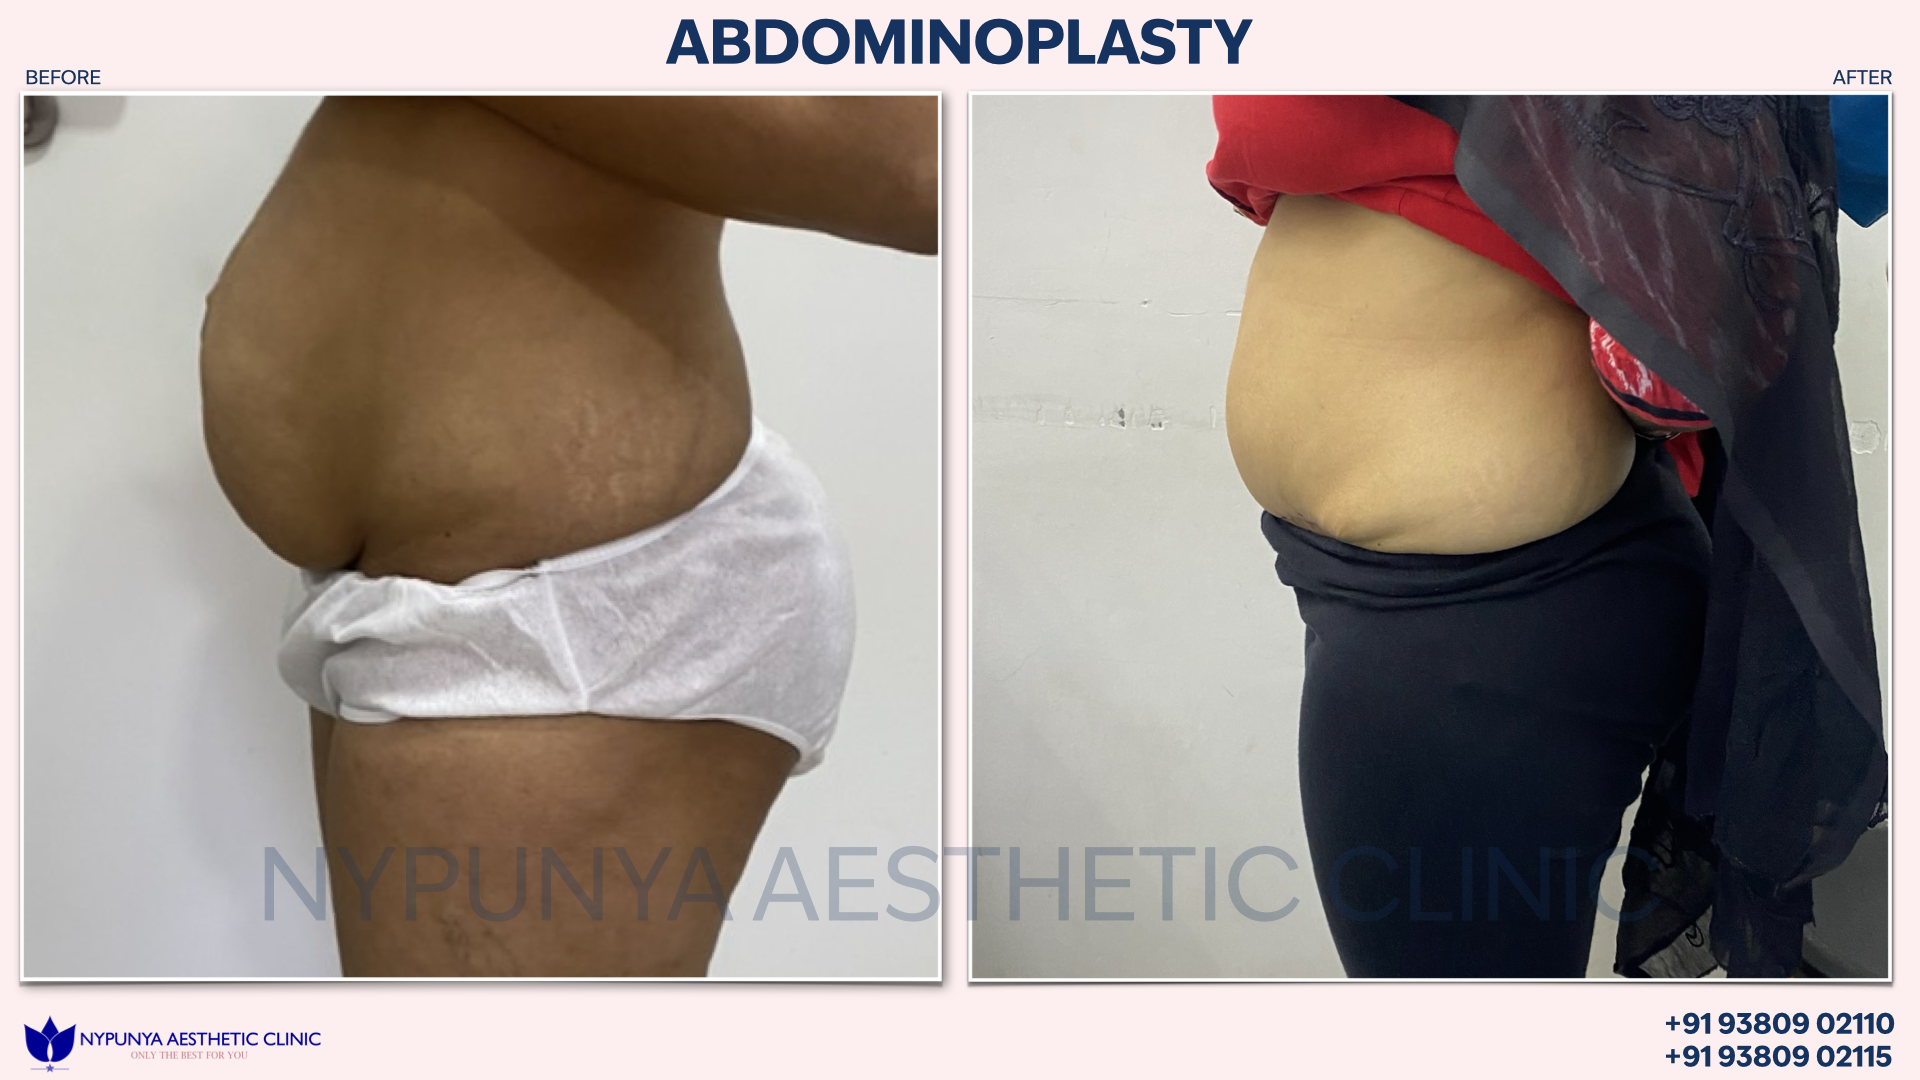 ABDOMINOPLASTY
BEFORE
AFTER
NYPUNYA AESTHETIC CLINIC
NYPUNYA AESTHETIC CLINIC
ONLY THE BEST FOR YOU
+91 93809 02110
+91 93809 02115